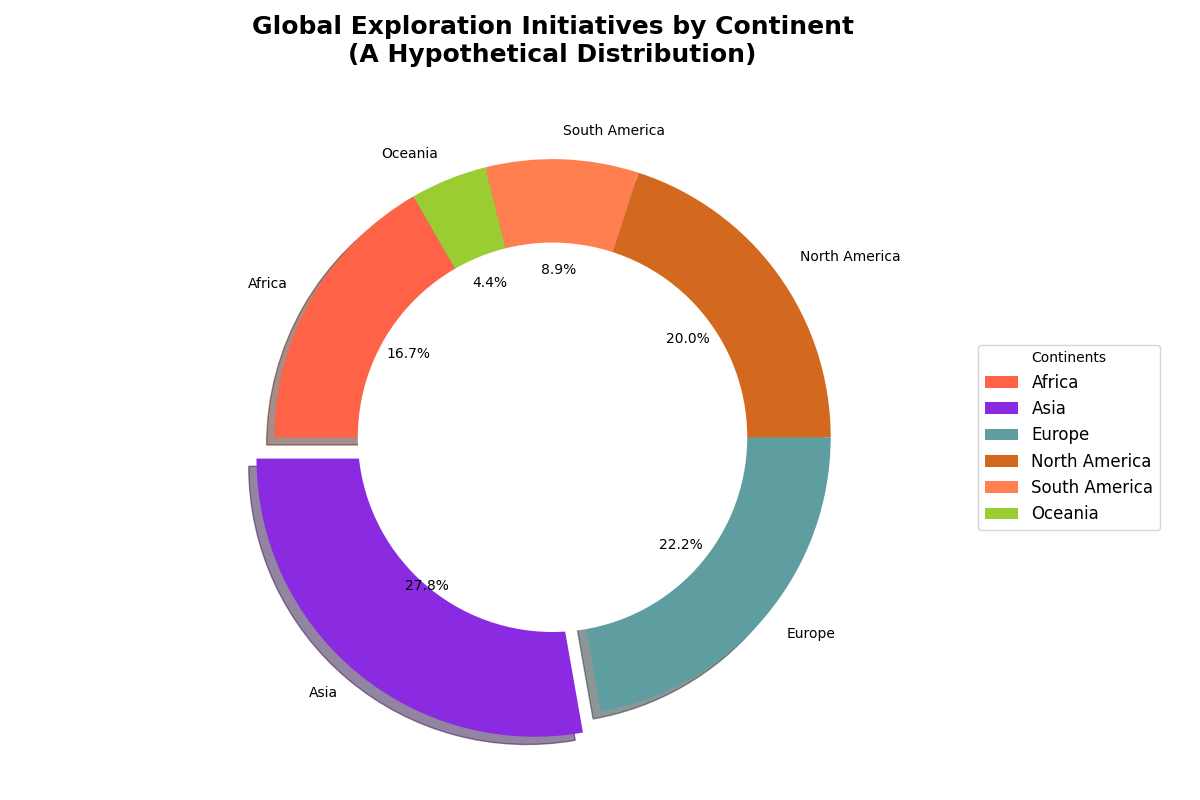 Global Exploration Initiatives by Continent
(A Hypothetical Distribution)
South America
Oceania
North America
Africa
8.9%
4.4%
20.0%
16.7%
Continents
Africa
Asia
Europe
North America
South America
Oceania
22.2%
27.8%
Europe
Asia